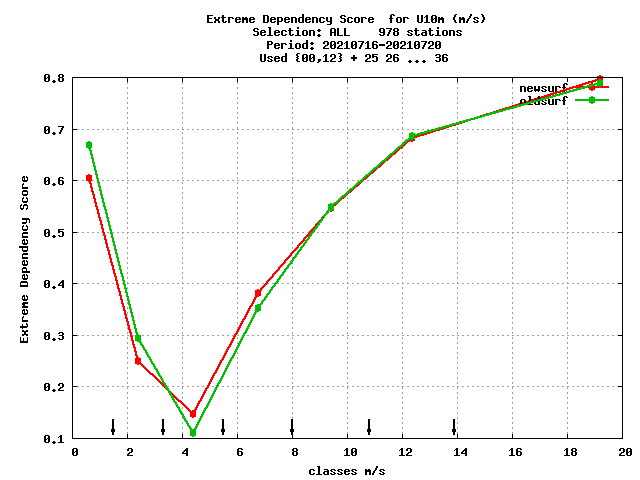 Extreme Dependency Score  for U10m (m/s)
Selection: ALL    978 stations
Period: 20210716-20210720
Used {00,12} + 25 26 ... 36
newsurf
oldsurf
0.8
0.7
0.6
0.5
0.4
0.3
0.2
0.1
Extreme Dependency Score
0 2 4 6 8 10 12 14 16 18 20
classes m/s